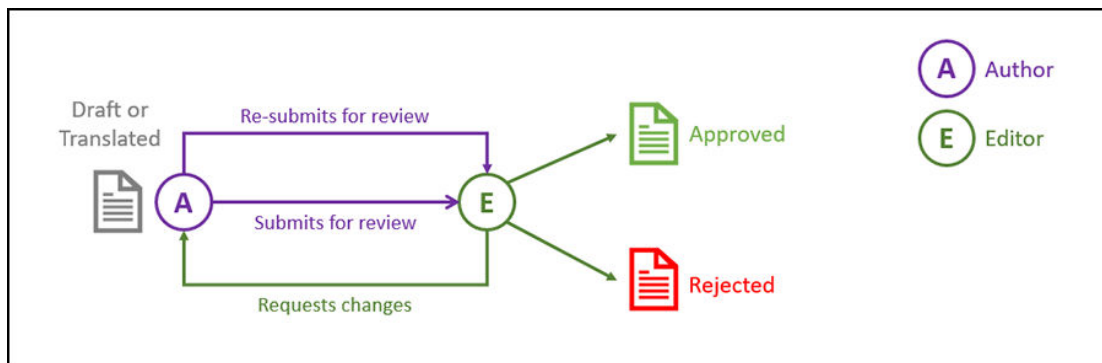 Draft or
Translated
A
Re-submits for review
Submits for review
Requests changes
E
Approved
Rejected
A Author
E Editor